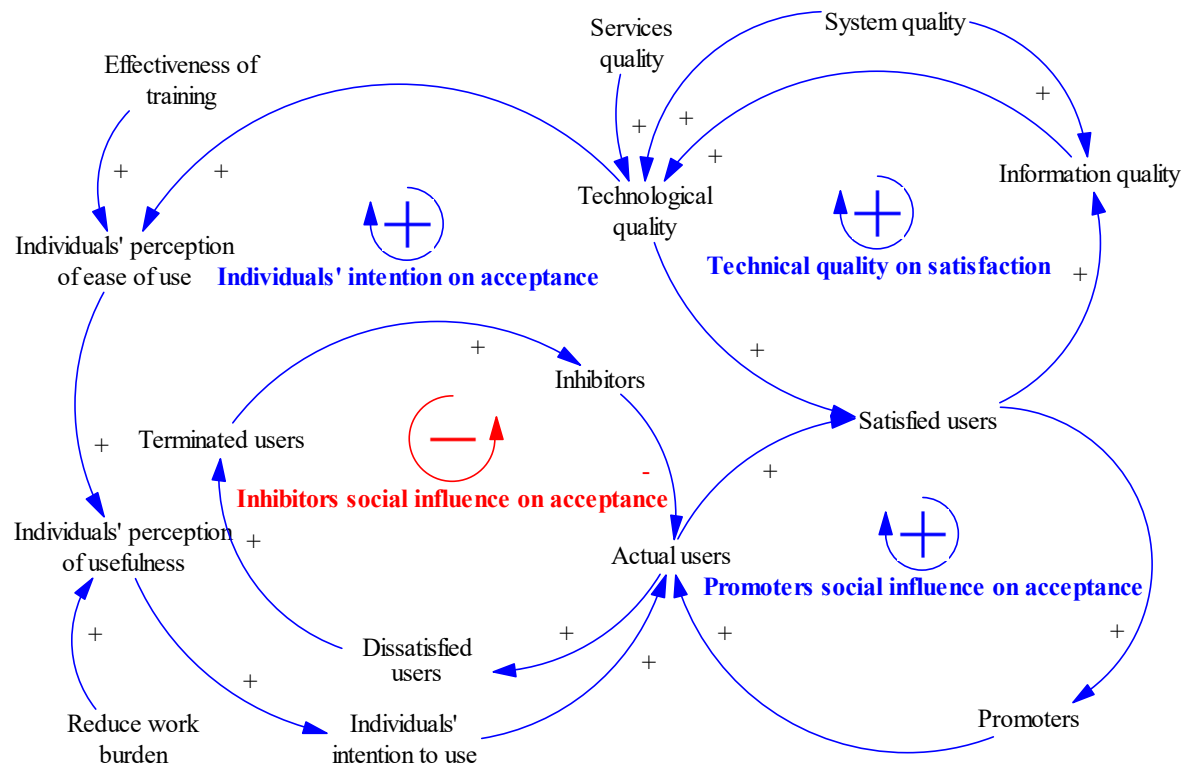 System quality
Services
quality
Effectiveness of
training
+
+
+
+
+
+
Information quality
Technological
quality
Individuals' perception
of ease of use
Individuals' intention on acceptance
Technical quality on satisfaction
+
+
+
Inhibitors
Satisfied users
Terminated users
+
+
-
Inhibitors social influence on acceptance
Individuals' perception
of usefulness
+
Actual users
Promoters social influence on acceptance
+
+
+
+
Dissatisfied
users
+
+
Reduce work
burden
Individuals'
intention to use
Promoters